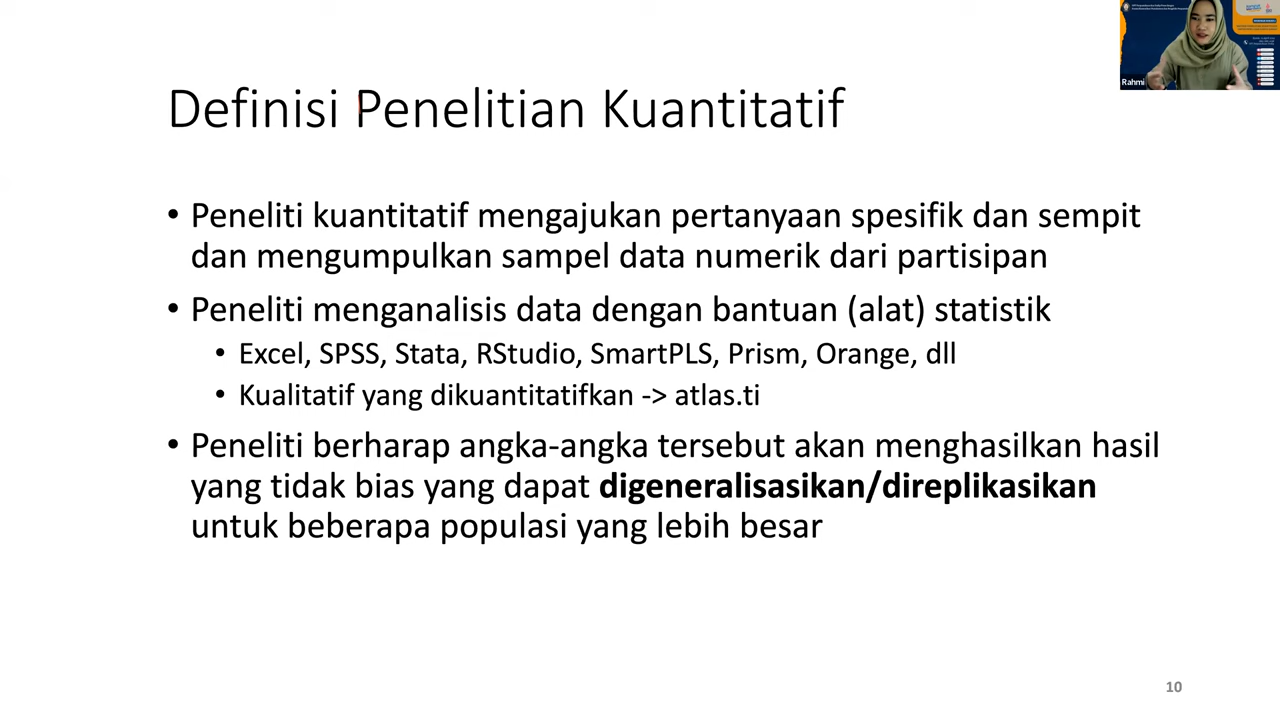 Definisi Penelitian Kuantitatif
• Peneliti kuantitatif mengajukan pertanyaan spesifik dan sempit
dan mengumpulkan sampel data numerik dari partisipan
• Peneliti menganalisis data dengan bantuan (alat) statistik
• Excel, SPSS, Stata, RStudio, SmartPLS, Prism, Orange, dll
• Kualitatif yang dikuantitatifkan -> atlas.ti
• Peneliti berharap angka-angka tersebut akan menghasilkan hasil
yang tidak bias yang dapat digeneralisasikan/direplikasikan
untuk beberapa populasi yang lebih besar
10
Rahmi